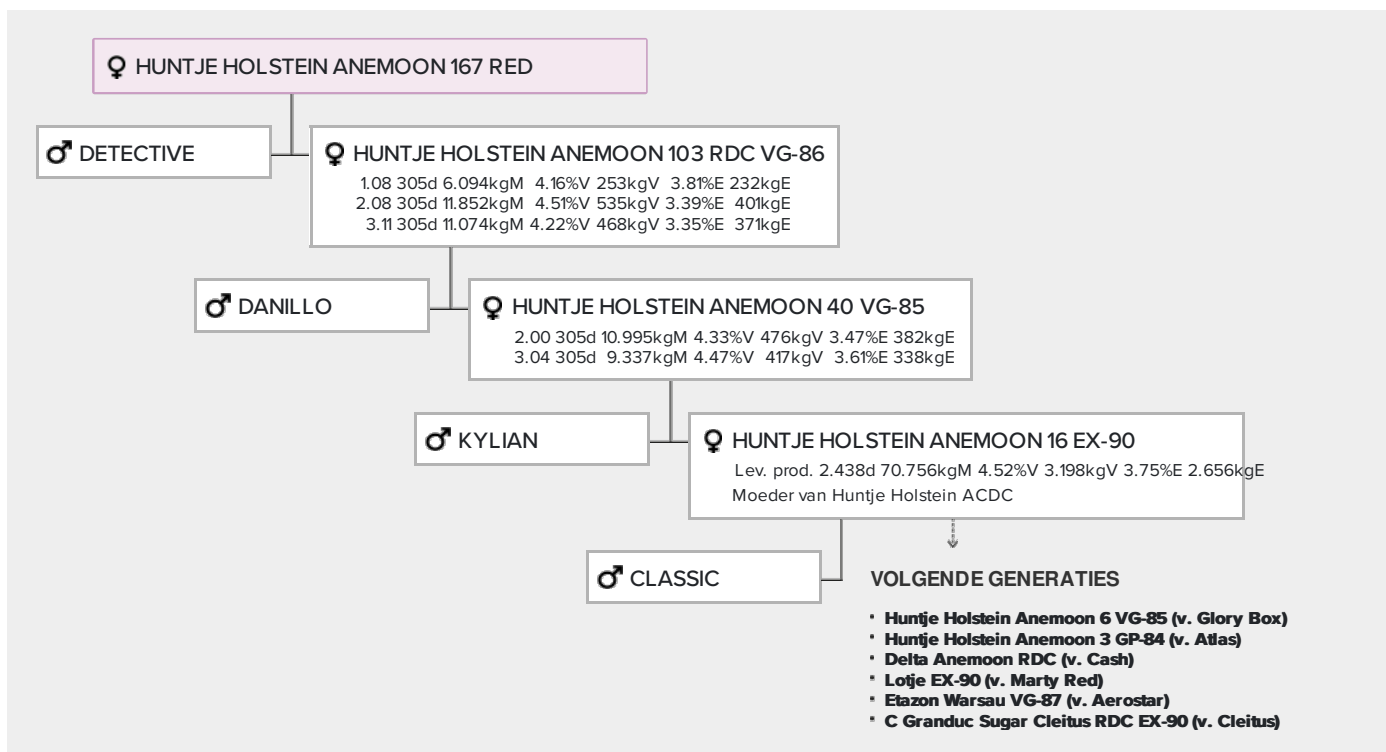 ♀ HUNTJE HOLSTEIN ANEMOON 167 RED
♂ DETECTIVE
♀ HUNTJE HOLSTEIN ANEMOON 103 RDC VG-86
1.08 305d 6.094kgM 4.16%V 253kgV 3.81%E 232kgE
2.08 305d 11.852kgM 4.51%V 535kgV 3.39%E 401kgE
3.11 305d 11.074kgM 4.22%V 468kgV 3.35%E 371kgE
♂ DANILLO
♀ HUNTJE HOLSTEIN ANEMOON 40 VG-85
2.00 305d 10.995kgM 4.33%V 476kgV 3.47%E 382kgE
3.04 305d 9.337kgM 4.47%V 417kgV 3.61%E 338kgE
♂ KYLIAN
♀ HUNTJE HOLSTEIN ANEMOON 16 EX-90
Lev. prod. 2.438d 70.756kgM 4.52%V 3.198kgV 3.75%E 2.656kgE
Moeder van Huntje Holstein ACDC
♂ CLASSIC
VOLGENDE GENERATIES
· Huntje Holstein Anemoon 6 VG-85 (v. Glory Box)
· Huntje Holstein Anemoon 3 GP-84 (v. Atlas)
· Delta Anemoon RDC (v. Cash)
· Lotje EX-90 (v. Marty Red)
· Etazon Warsau VG-87 (v. Aerostar)
· C Granduc Sugar Cleitus RDC EX-90 (v. Cleitus)